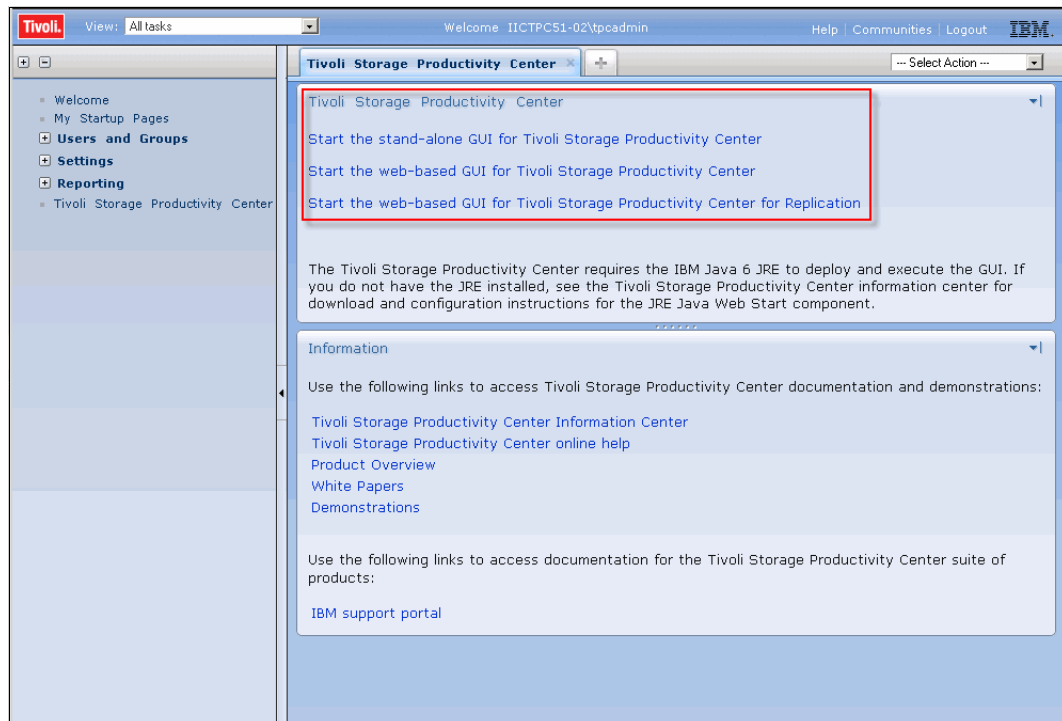 Tivoli. View: All tasks Welcome IICTPC51-02\tpcadmin Help | Communities | Logout IBM.
Tivoli Storage Productivity Center --- Select Action ---
Welcome
My Startup Pages
Users and Groups
Settings
Reporting
Tivoli Storage Productivity Center
Tivoli Storage Productivity Center
Start the stand-alone GUI for Tivoli Storage Productivity Center
Start the web-based GUI for Tivoli Storage Productivity Center
Start the web-based GUI for Tivoli Storage Productivity Center for Replication
The Tivoli Storage Productivity Center requires the IBM Java 6 JRE to deploy and execute the GUI. If
you do not have the JRE installed, see the Tivoli Storage Productivity Center information center for
download and configuration instructions for the JRE Java Web Start component.
Information
Use the following links to access Tivoli Storage Productivity Center documentation and demonstrations:
Tivoli Storage Productivity Center Information Center
Tivoli Storage Productivity Center online help
Product Overview
White Papers
Demonstrations
Use the following links to access documentation for the Tivoli Storage Productivity Center suite of
products:
IBM support portal